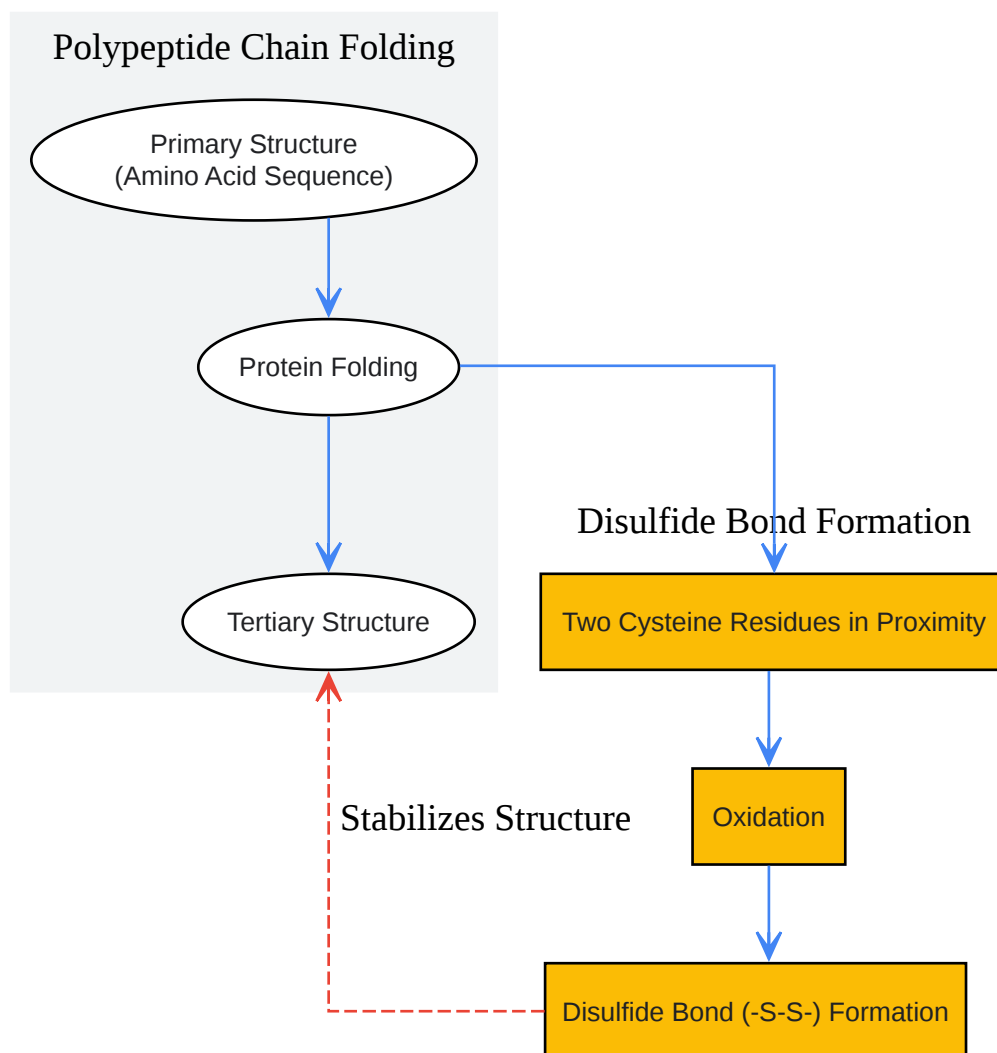 Polypeptide Chain Folding
Primary Structure
(Amino Acid Sequence)
Protein Folding
Disulfide Bond Formation
Tertiary Structure
Two Cysteine Residues in Proximity
Stabilizes Structure
Oxidation
Disulfide Bond (-S-S-) Formation